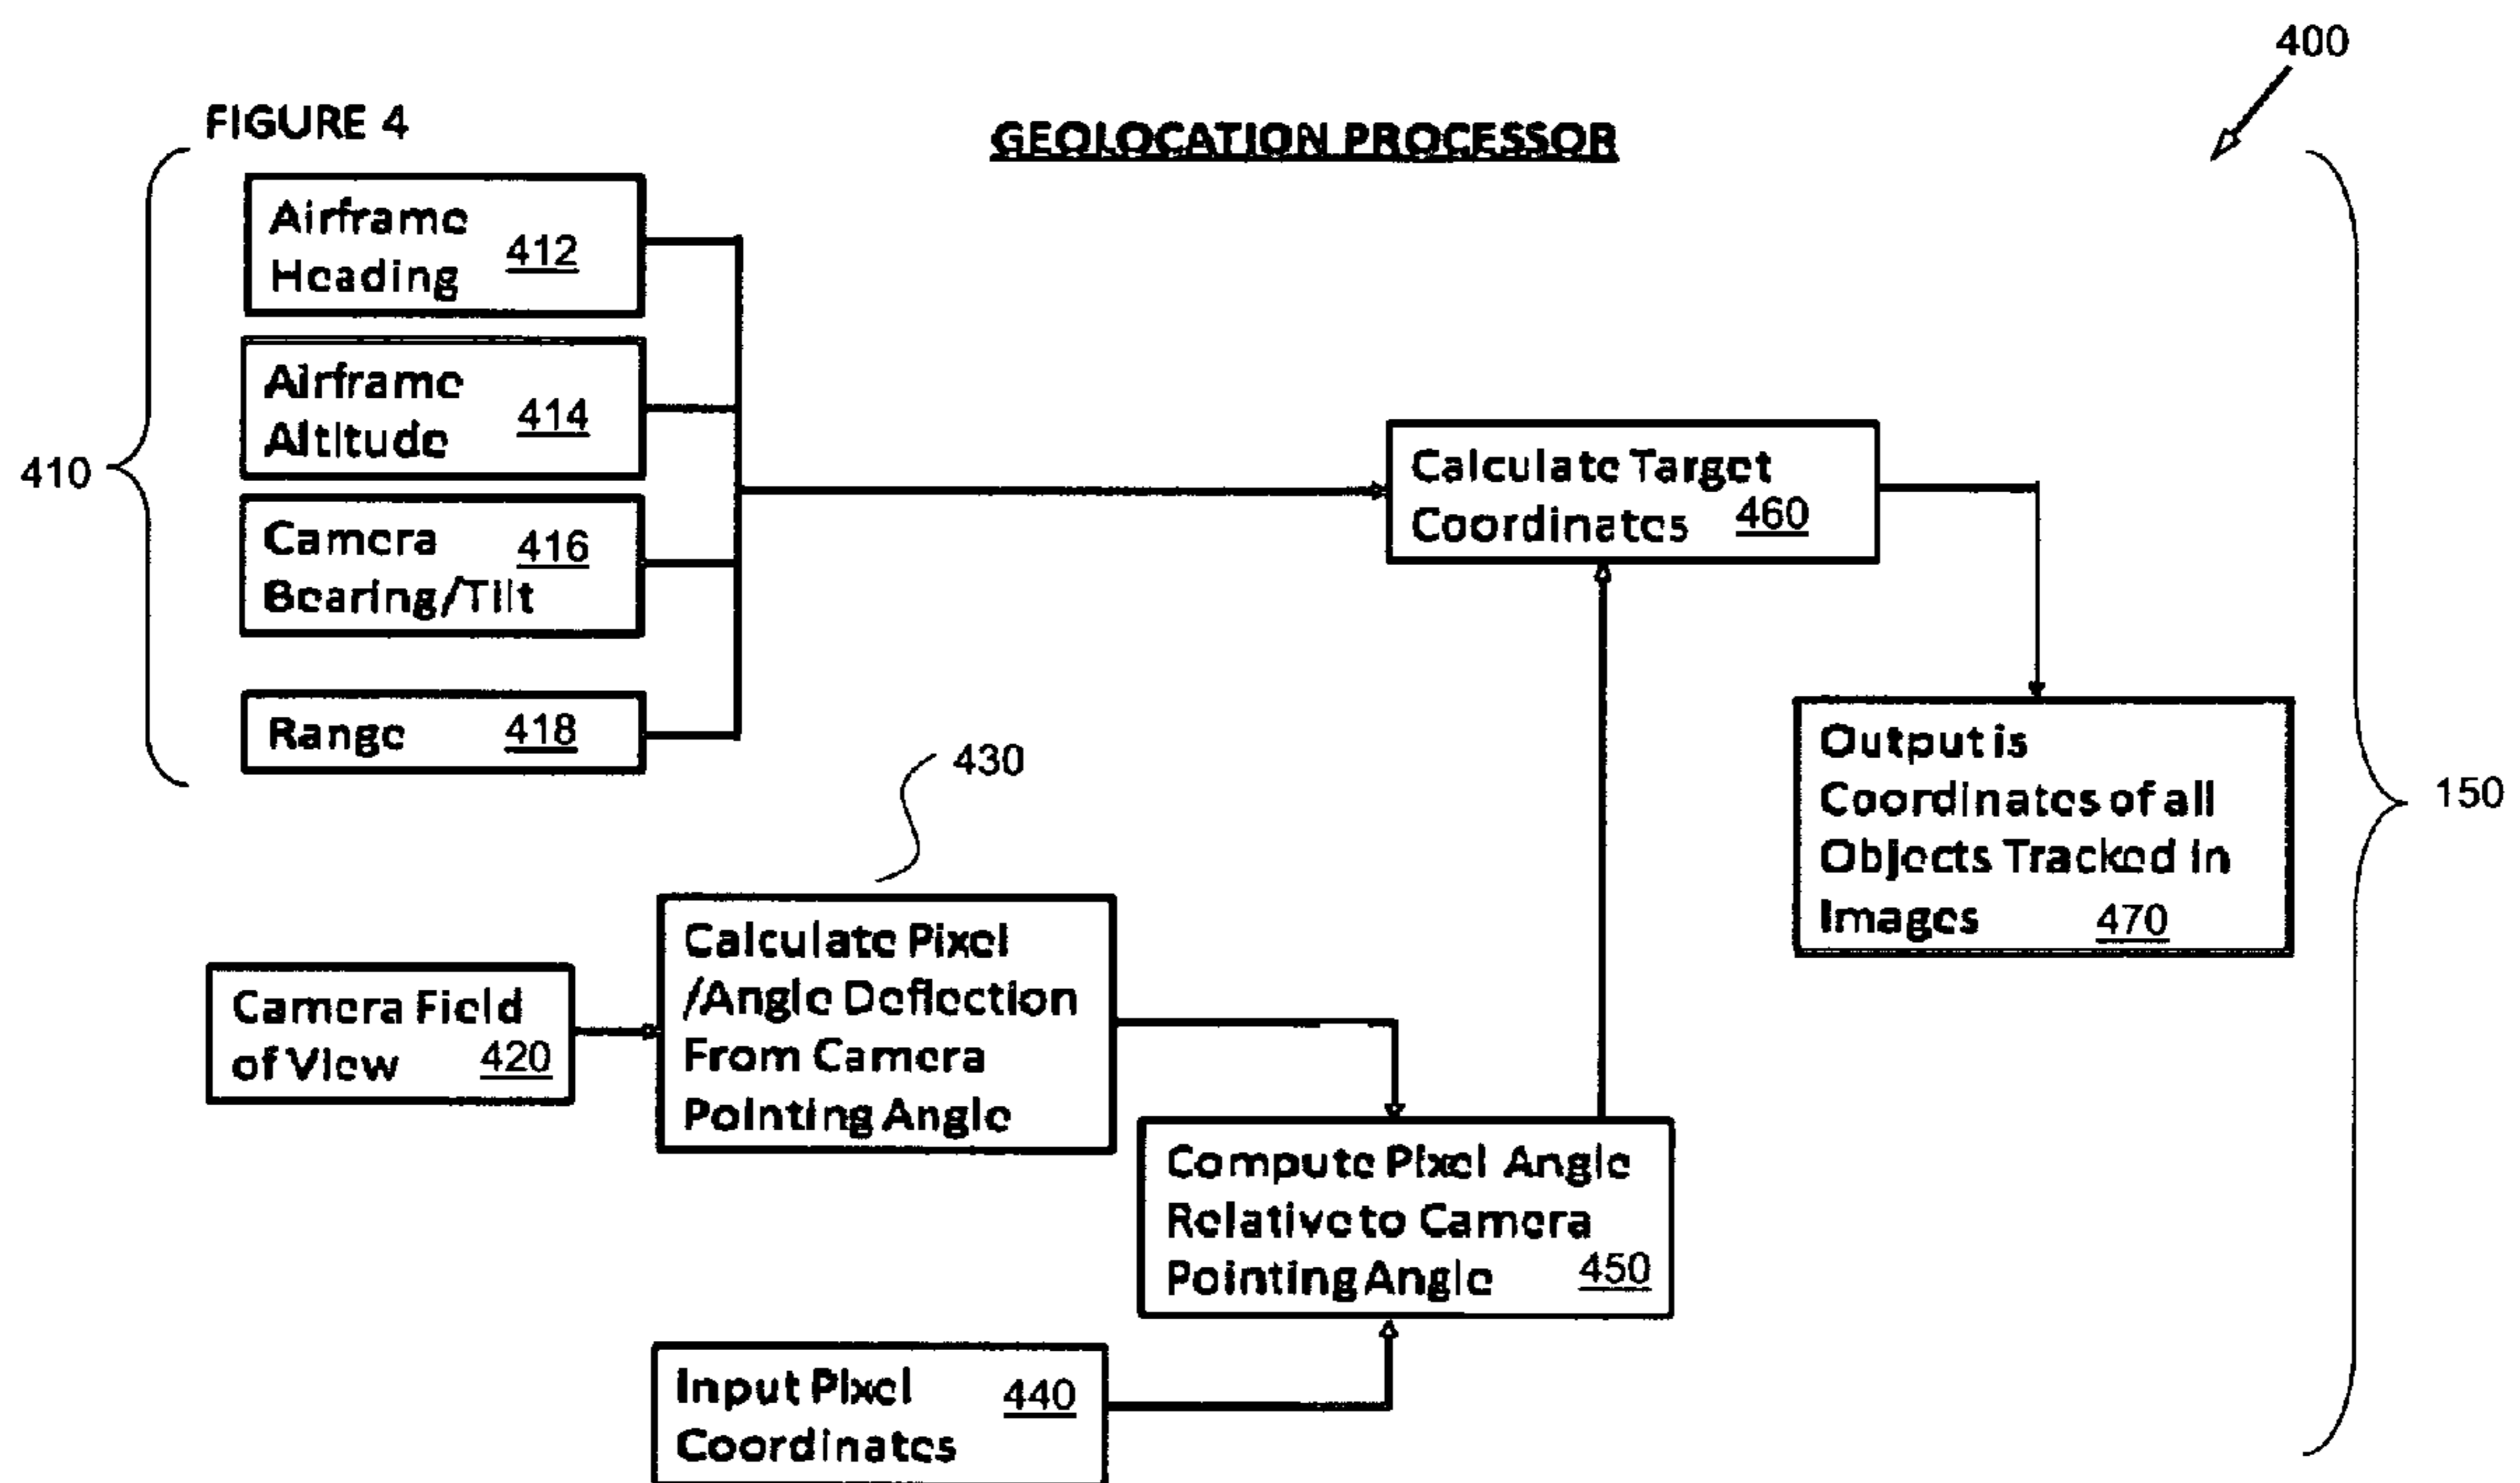 400
FIGURE 4
GEOLOCATION PROCESSOR
Airframe
Heading 412
Airframe
Altitude 414
410
Camera 416
Bearing/Tilt
Range 418
Calculate Target
Coordinates 460
430
Output is
Coordinates of all
Objects Tracked In
Images 470
150
Camera Field
of View 420
Calculate Pixel
/Angle Deflection
From Camera
Pointing Angle
Compute Pixel Angle
Relative to Camera
Pointing Angle 450
Input Pixel 440
Coordinates